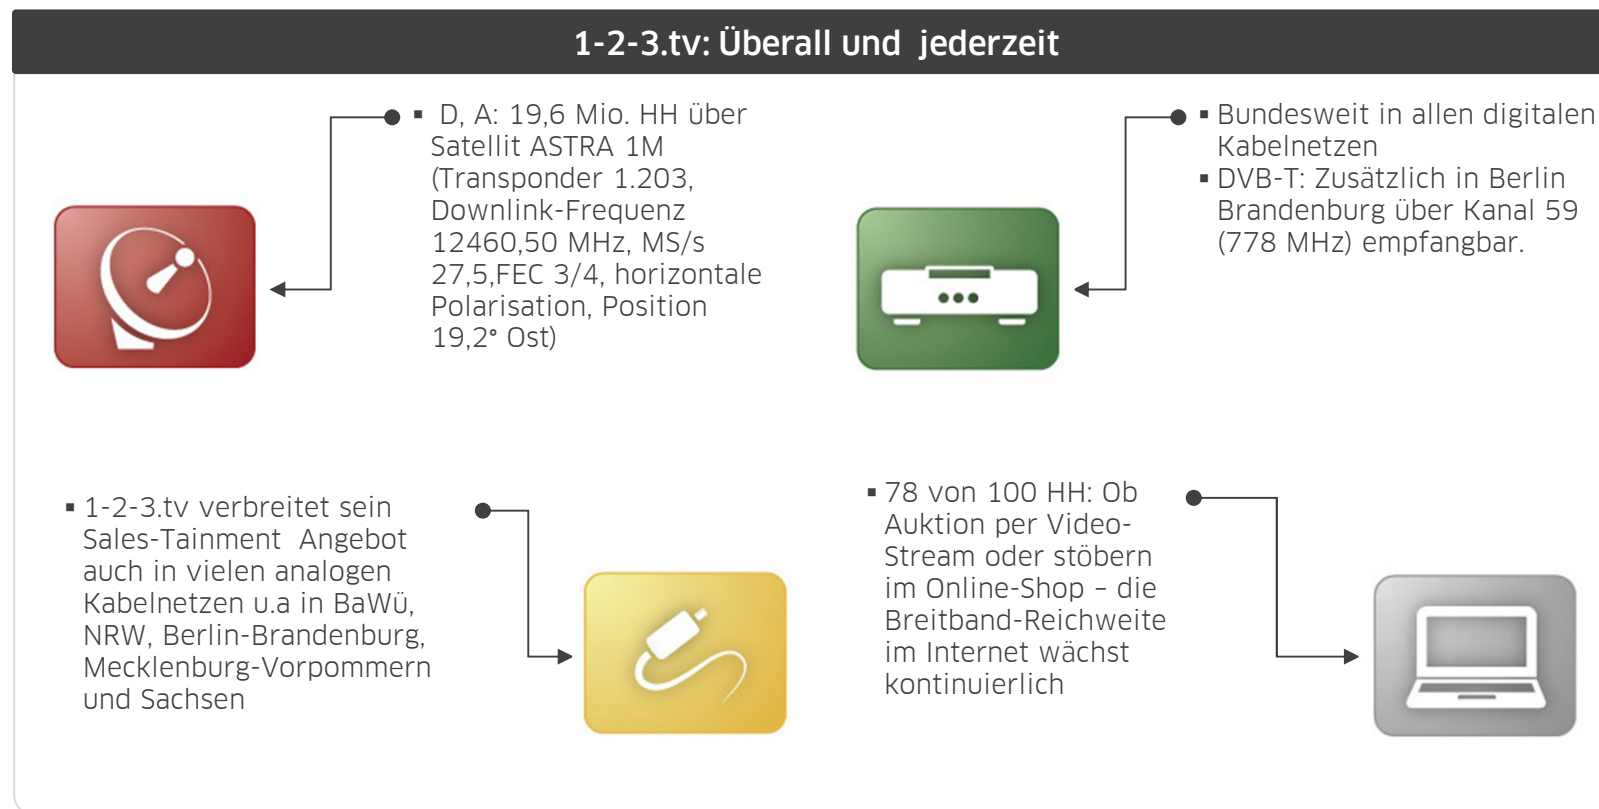 1-2-3.tv: Überall und jederzeit
▪ D, A: 19,6 Mio. HH über
Satellit ASTRA 1M
(Transponder 1.203,
Downlink-Frequenz
12460,50 MHz, MS/s
27,5,FEC 3/4, horizontale
Polarisation, Position
19,2° Ost)
▪ Bundesweit in allen digitalen
Kabelnetzen
▪ DVB-T: Zusätzlich in Berlin
Brandenburg über Kanal 59
(778 MHz) empfangbar.
▪ 1-2-3.tv verbreitet sein
Sales-Tainment Angebot
auch in vielen analogen
Kabelnetzen u.a in BaWü,
NRW, Berlin-Brandenburg,
Mecklenburg-Vorpommern
und Sachsen
▪ 78 von 100 HH: Ob
Auktion per Video-
Stream oder stöbern
im Online-Shop – die
Breitband-Reichweite
im Internet wächst
kontinuierlich